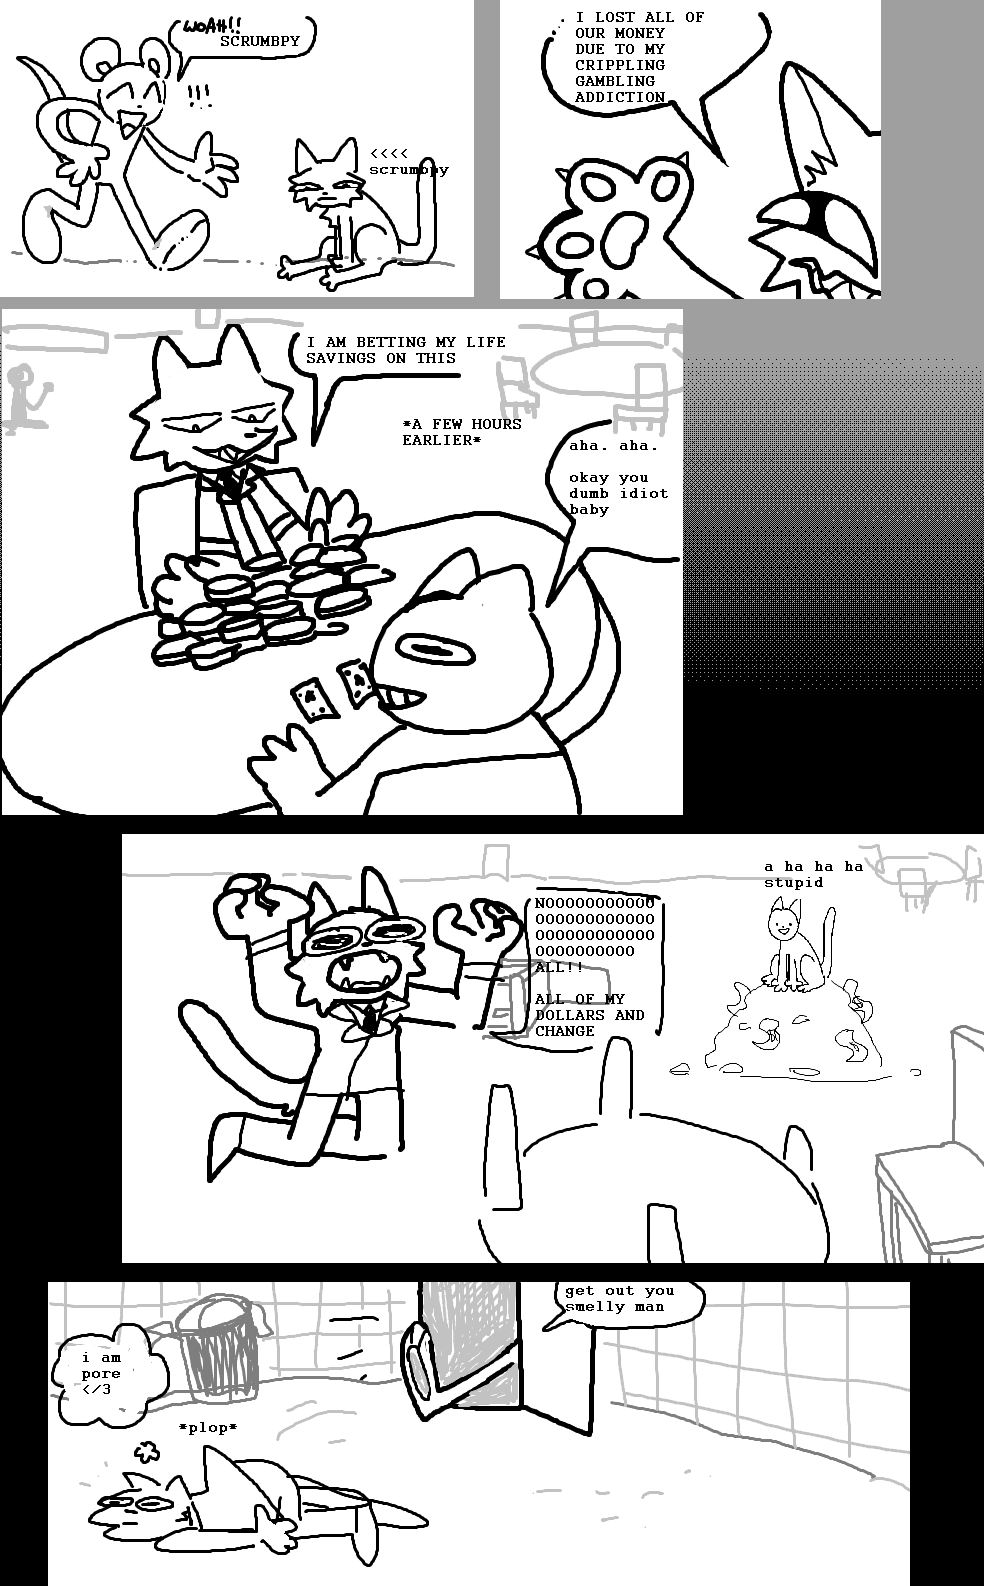 WOAH!!
SCRUMBPY
!!!
<<<<
scrumbpy
I LOST ALL OF
OUR MONEY
DUE TO MY
CRIPPLING
GAMBLING
ADDICTION
I AM BETTING MY LIFE
SAVINGS ON THIS
*A FEW HOURS
EARLIER*
aha. aha.
okay you
dumb idiot
baby
NOOOOOOOOOOO
OOOOOOOOOOOO
OOOOOOOOOOOO
OOOOOOOOOO
ALL!!
ALL OF MY
DOLLARS AND
CHANGE
a ha ha ha
stupid
get out you
smelly man
i am
pore
</3
*plop*